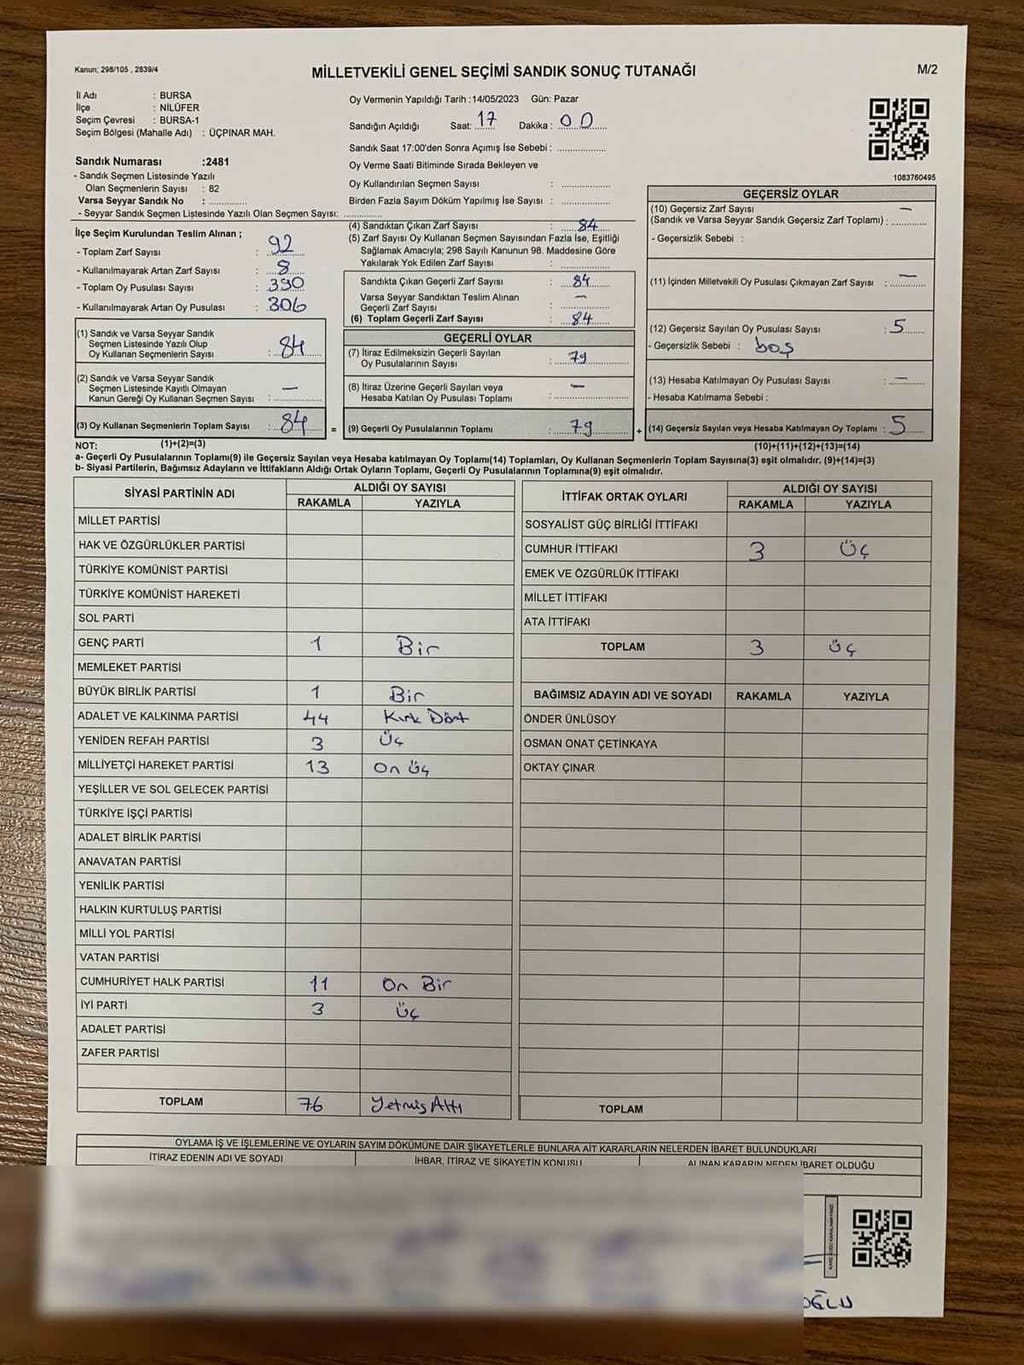 Kanun; 298/105 , 2839/4
MİLLETVEKİLİ GENEL SEÇİMİ SANDIK SONUÇ TUTANAĞI
M/2
İl Adı : BURSA
İlçe : NİLÜFER
Seçim Çevresi : BURSA-1
Seçim Bölgesi (Mahalle Adı) : ÜÇPINAR MAH.
Sandık Numarası :2481
- Sandık Seçmen Listesinde Yazılı
Olan Seçmenlerin Sayısı : 82
Varsa Seyyar Sandık No : ............
- Seyyar Sandık Seçmen Listesinde Yazılı Olan Seçmen Sayısı: ............
Oy Vermenin Yapıldığı Tarih :14/05/2023 Gün: Pazar
Sandığın Açıldığı Saat: 17 Dakika : 00
Sandık Saat 17:00'den Sonra Açımış İse Sebebi : ............
Oy Verme Saati Bitiminde Sırada Bekleyen ve
Oy Kullandırılan Seçmen Sayısı : ............
Birden Fazla Sayım Döküm Yapılmış İse Sayısı : ............
1083760495
İlçe Seçim Kurulundan Teslim Alınan ;
- Toplam Zarf Sayısı : 92
- Kullanılmayarak Artan Zarf Sayısı : 8
- Toplam Oy Pusulası Sayısı : 390
- Kullanılmayarak Artan Oy Pusulası : 306
(1) Sandık ve Varsa Seyyar Sandık
Seçmen Listesinde Yazılı Olup
Oy Kullanan Seçmenlerin Sayısı : 84
(2) Sandık ve Varsa Seyyar Sandık
Seçmen Listesinde Kayıtlı Olmayan
Kanun Gereği Oy Kullanan Seçmen Sayısı : —
(3) Oy Kullanan Seçmenlerin Toplam Sayısı : 84
(4) Sandıktan Çıkan Zarf Sayısı : 84
(5) Zarf Sayısı Oy Kullanan Seçmen Sayısından Fazla İse, Eşitliği
Sağlamak Amacıyla; 298 Sayılı Kanunun 98. Maddesine Göre
Yakılarak Yok Edilen Zarf Sayısı : ............
Sandıkta Çıkan Geçerli Zarf Sayısı : 84
Varsa Seyyar Sandıktan Teslim Alınan
Geçerli Zarf Sayısı : —
(6) Toplam Geçerli Zarf Sayısı : 84
GEÇERLİ OYLAR
(7) İtiraz Edilmeksizin Geçerli Sayılan
Oy Pusulalarının Sayısı : 79
(8) İtiraz Üzerine Geçerli Sayılan veya
Hesaba Katılan Oy Pusulası Toplamı : —
= (9) Geçerli Oy Pusulalarının Toplamı : 79 +
GEÇERSİZ OYLAR
(10) Geçersiz Zarf Sayısı —
(Sandık ve Varsa Seyyar Sandık Geçersiz Zarf Toplamı) : ............
- Geçersizlik Sebebi :
(11) İçinden Milletvekili Oy Pusulası Çıkmayan Zarf Sayısı : —
(12) Geçersiz Sayılan Oy Pusulası Sayısı : 5
- Geçersizlik Sebebi : boş
(13) Hesaba Katılmayan Oy Pusulası Sayısı : —
- Hesaba Katılmama Sebebi :
(14) Geçersiz Sayılan veya Hesaba Katılmayan Oy Toplamı : 5
NOT: (1)+(2)=(3) (10)+(11)+(12)+(13)=(14)
a- Geçerli Oy Pusulalarının Toplamı(9) ile Geçersiz Sayılan veya Hesaba katılmayan Oy Toplamı(14) Toplamları, Oy Kullanan Seçmenlerin Toplam Sayısına(3) eşit olmalıdır. (9)+(14)=(3)
b- Siyasi Partilerin, Bağımsız Adayların ve İttifakların Aldığı Ortak Oyların Toplamı, Geçerli Oy Pusulalarının Toplamına(9) eşit olmalıdır.
SİYASİ PARTİNİN ADI ALDIĞI OY SAYISI
RAKAMLA YAZIYLA
MİLLET PARTİSİ
HAK VE ÖZGÜRLÜKLER PARTİSİ
TÜRKİYE KOMÜNİST PARTİSİ
TÜRKİYE KOMÜNİST HAREKETİ
SOL PARTİ
GENÇ PARTİ 1 Bir
MEMLEKET PARTİSİ
BÜYÜK BİRLİK PARTİSİ 1 Bir
ADALET VE KALKINMA PARTİSİ 44 Kırk Dört
YENİDEN REFAH PARTİSİ 3 Üç
MİLLİYETÇİ HAREKET PARTİSİ 13 On Üç
YEŞİLLER VE SOL GELECEK PARTİSİ
TÜRKİYE İŞÇİ PARTİSİ
ADALET BİRLİK PARTİSİ
ANAVATAN PARTİSİ
YENİLİK PARTİSİ
HALKIN KURTULUŞ PARTİSİ
MİLLİ YOL PARTİSİ
VATAN PARTİSİ
CUMHURİYET HALK PARTİSİ 11 On Bir
İYİ PARTİ 3 Üç
ADALET PARTİSİ
ZAFER PARTİSİ
TOPLAM 76 Yetmiş Altı
İTTİFAK ORTAK OYLARI ALDIĞI OY SAYISI
RAKAMLA YAZIYLA
SOSYALİST GÜÇ BİRLİĞİ İTTİFAKI
CUMHUR İTTİFAKI 3 Üç
EMEK VE ÖZGÜRLÜK İTTİFAKI
MİLLET İTTİFAKI
ATA İTTİFAKI
TOPLAM 3 Üç
BAĞIMSIZ ADAYIN ADI VE SOYADI RAKAMLA YAZIYLA
ÖNDER ÜNLÜSOY
OSMAN ONAT ÇETİNKAYA
OKTAY ÇINAR
TOPLAM
OYLAMA İŞ VE İŞLEMLERİNE VE OYLARIN SAYIM DÖKÜMÜNE DAİR ŞİKAYETLERLE BUNLARA AİT KARARLARIN NELERDEN İBARET BULUNDUKLARI
İTİRAZ EDENİN ADI VE SOYADI İHBAR, İTİRAZ VE ŞİKAYETİN KONUSU ALINAN KARARIN NEDEN İBARET OLDUĞU
OĞLU